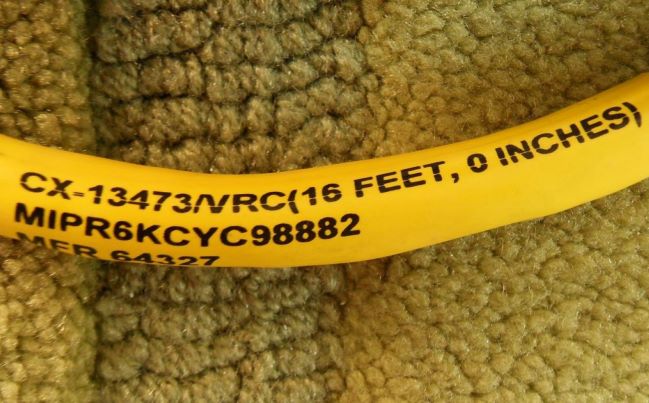 CX-13473/VRC(16 FEET, 0 INCHES)
MIPR6KCYC98882
MFR 64327